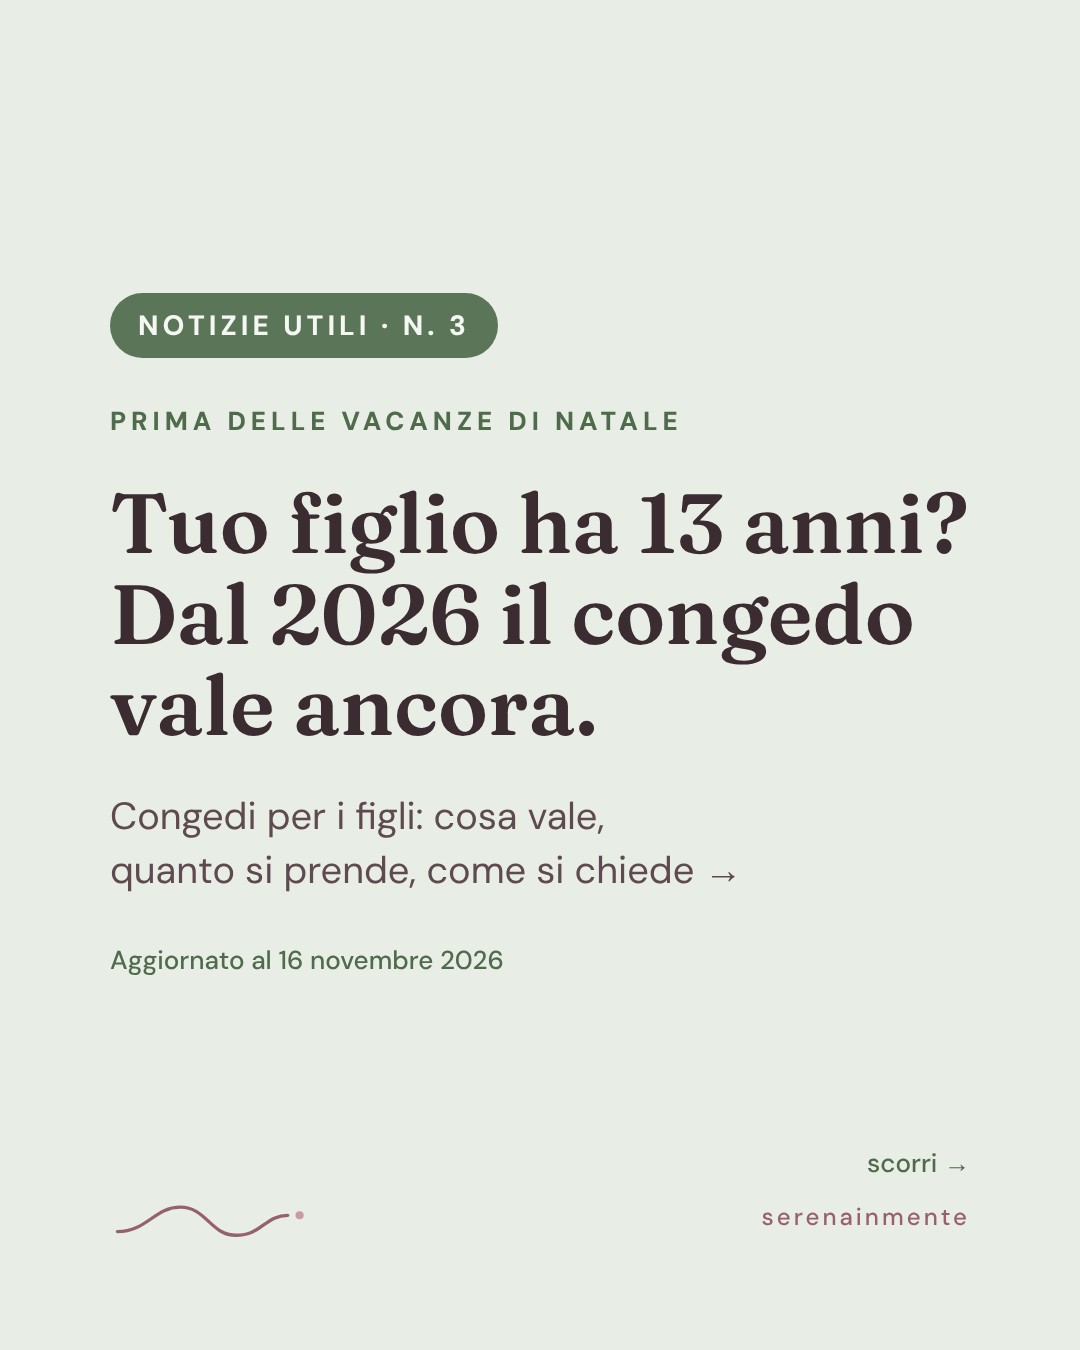 NOTIZIE UTILI · N. 3
PRIMA DELLE VACANZE DI NATALE
Tuo figlio ha 13 anni?
Dal 2026 il congedo
vale ancora.
Congedi per i figli: cosa vale,
quanto si prende, come si chiede →
Aggiornato al 16 novembre 2026
scorri →
serenainmente